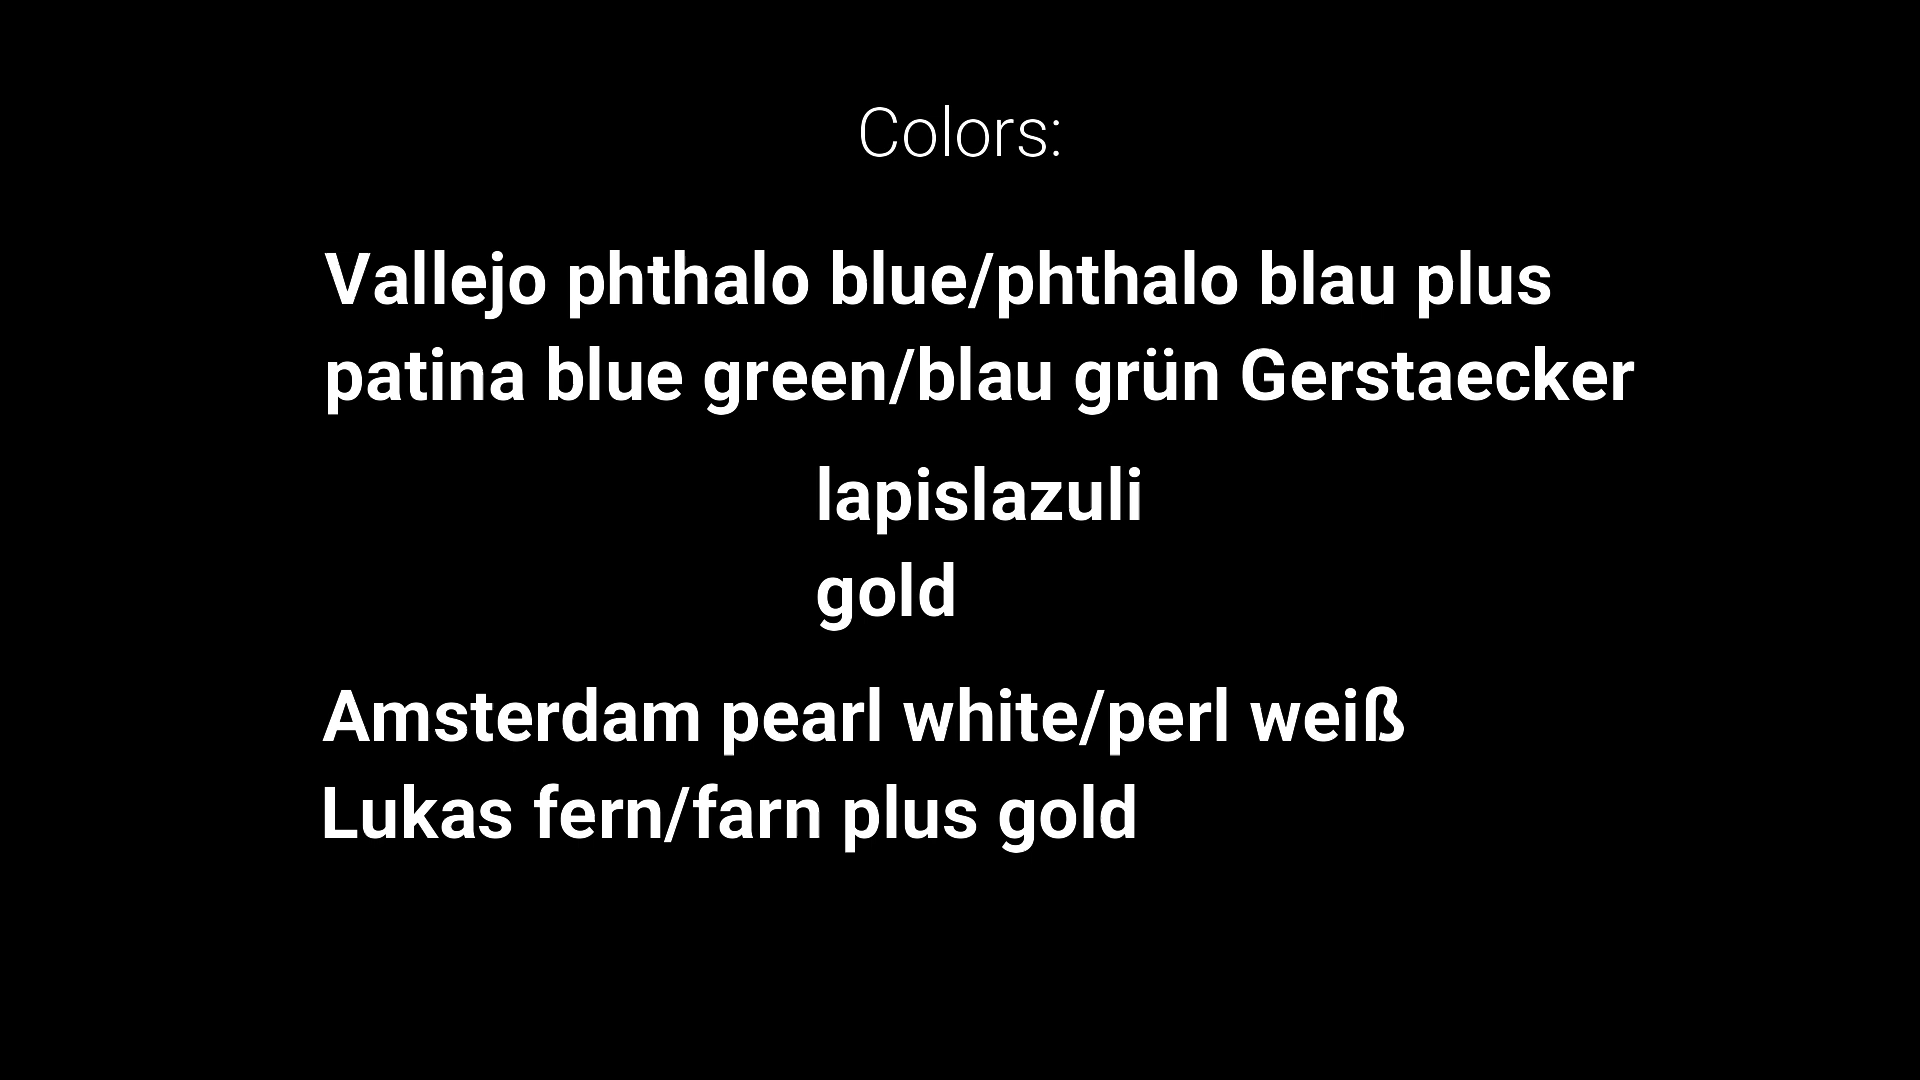 Colors:
Vallejo phthalo blue/phthalo blau plus
patina blue green/blau grün Gerstaecker
lapislazuli
gold
Amsterdam pearl white/perl weiß
Lukas fern/farn plus gold